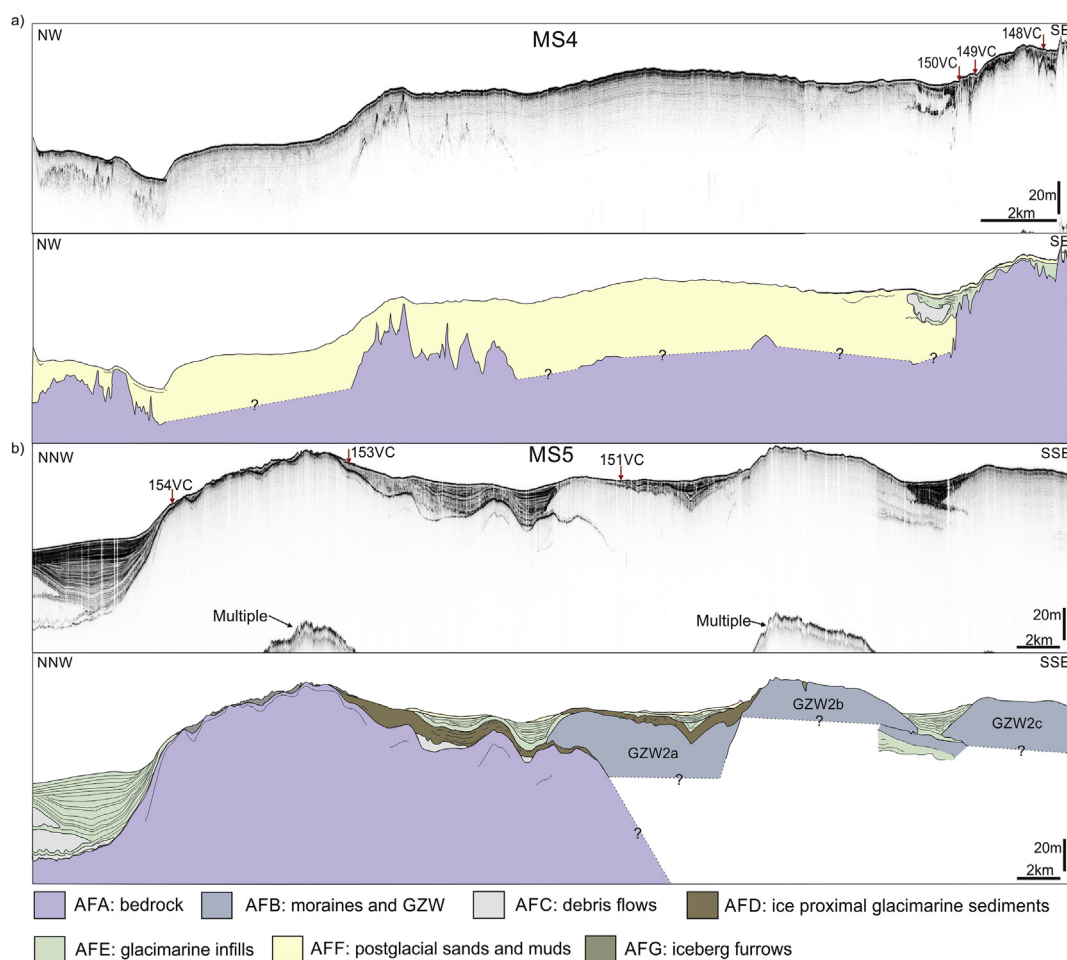 a)
NW
MS4
148VC
SE
150VC
149VC
20m
2km
NW
SE
?
?
?
?
?
b)
NNW
MS5
SSE
154VC
153VC
151VC
Multiple
Multiple
20m
2km
NNW
SSE
GZW2a
GZW2b
GZW2c
?
?
?
?
20m
2km
AFA: bedrock
AFB: moraines and GZW
AFC: debris flows
AFD: ice proximal glacimarine sediments
AFE: glacimarine infills
AFF: postglacial sands and muds
AFG: iceberg furrows